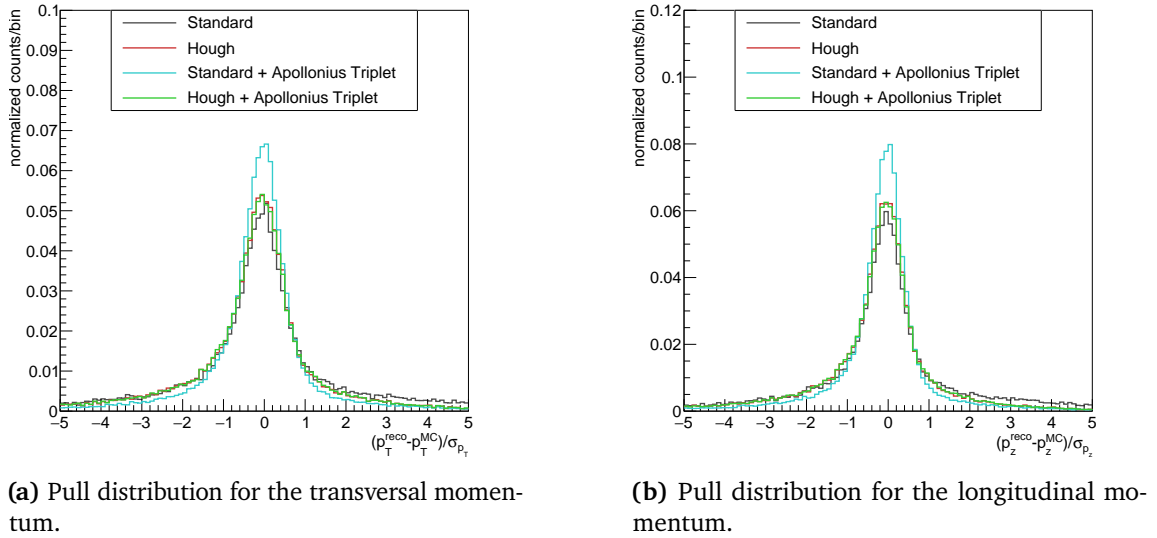 normalized counts/bin
0.1
0.09
0.08
0.07
0.06
0.05
0.04
0.03
0.02
0.01
0
−5 −4 −3 −2 −1 0 1 2 3 4 5
(p_T^reco-p_T^MC)/σ_p_T
Standard
Hough
Standard + Apollonius Triplet
Hough + Apollonius Triplet
normalized counts/bin
0.12
0.1
0.08
0.06
0.04
0.02
0
−5 −4 −3 −2 −1 0 1 2 3 4 5
(p_z^reco-p_z^MC)/σ_p_z
Standard
Hough
Standard + Apollonius Triplet
Hough + Apollonius Triplet
(a) Pull distribution for the transversal momen-
tum.
(b) Pull distribution for the longitudinal mo-
mentum.